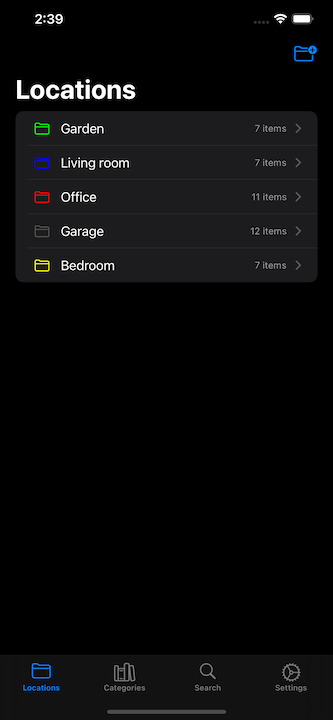 2:39
Locations
Garden 7 items
Living room 7 items
Office 11 items
Garage 12 items
Bedroom 7 items
Locations Categories Search Settings